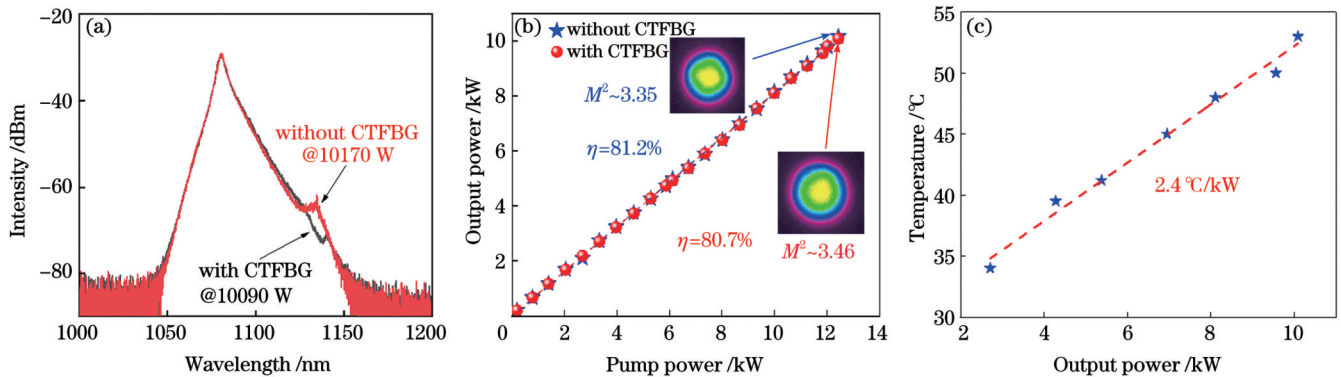 (a)
−20
−40
−60
−80
Intensity /dBm
without CTFBG
@10170 W
with CTFBG
@10090 W
1000
1050
1100
1150
1200
Wavelength /nm
(b)
without CTFBG
with CTFBG
10
8
6
4
2
Output power /kW
M²~3.35
η=81.2%
η=80.7%
M²~3.46
0
2
4
6
8
10
12
14
Pump power /kW
(c)
55
50
45
40
35
30
Temperature /℃
2.4 ℃/kW
2
4
6
8
10
Output power /kW